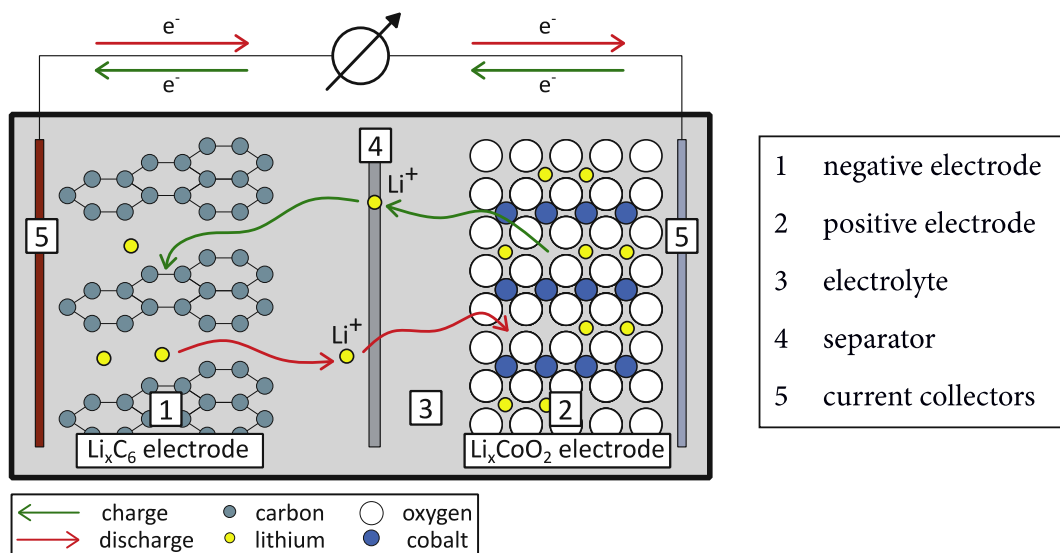 e⁻ e⁻
e⁻ e⁻
4
Li⁺
5 5
Li⁺
1 3 2
LiₓC₆ electrode LiₓCoO₂ electrode
charge carbon oxygen
discharge lithium cobalt
1 negative electrode
2 positive electrode
3 electrolyte
4 separator
5 current collectors